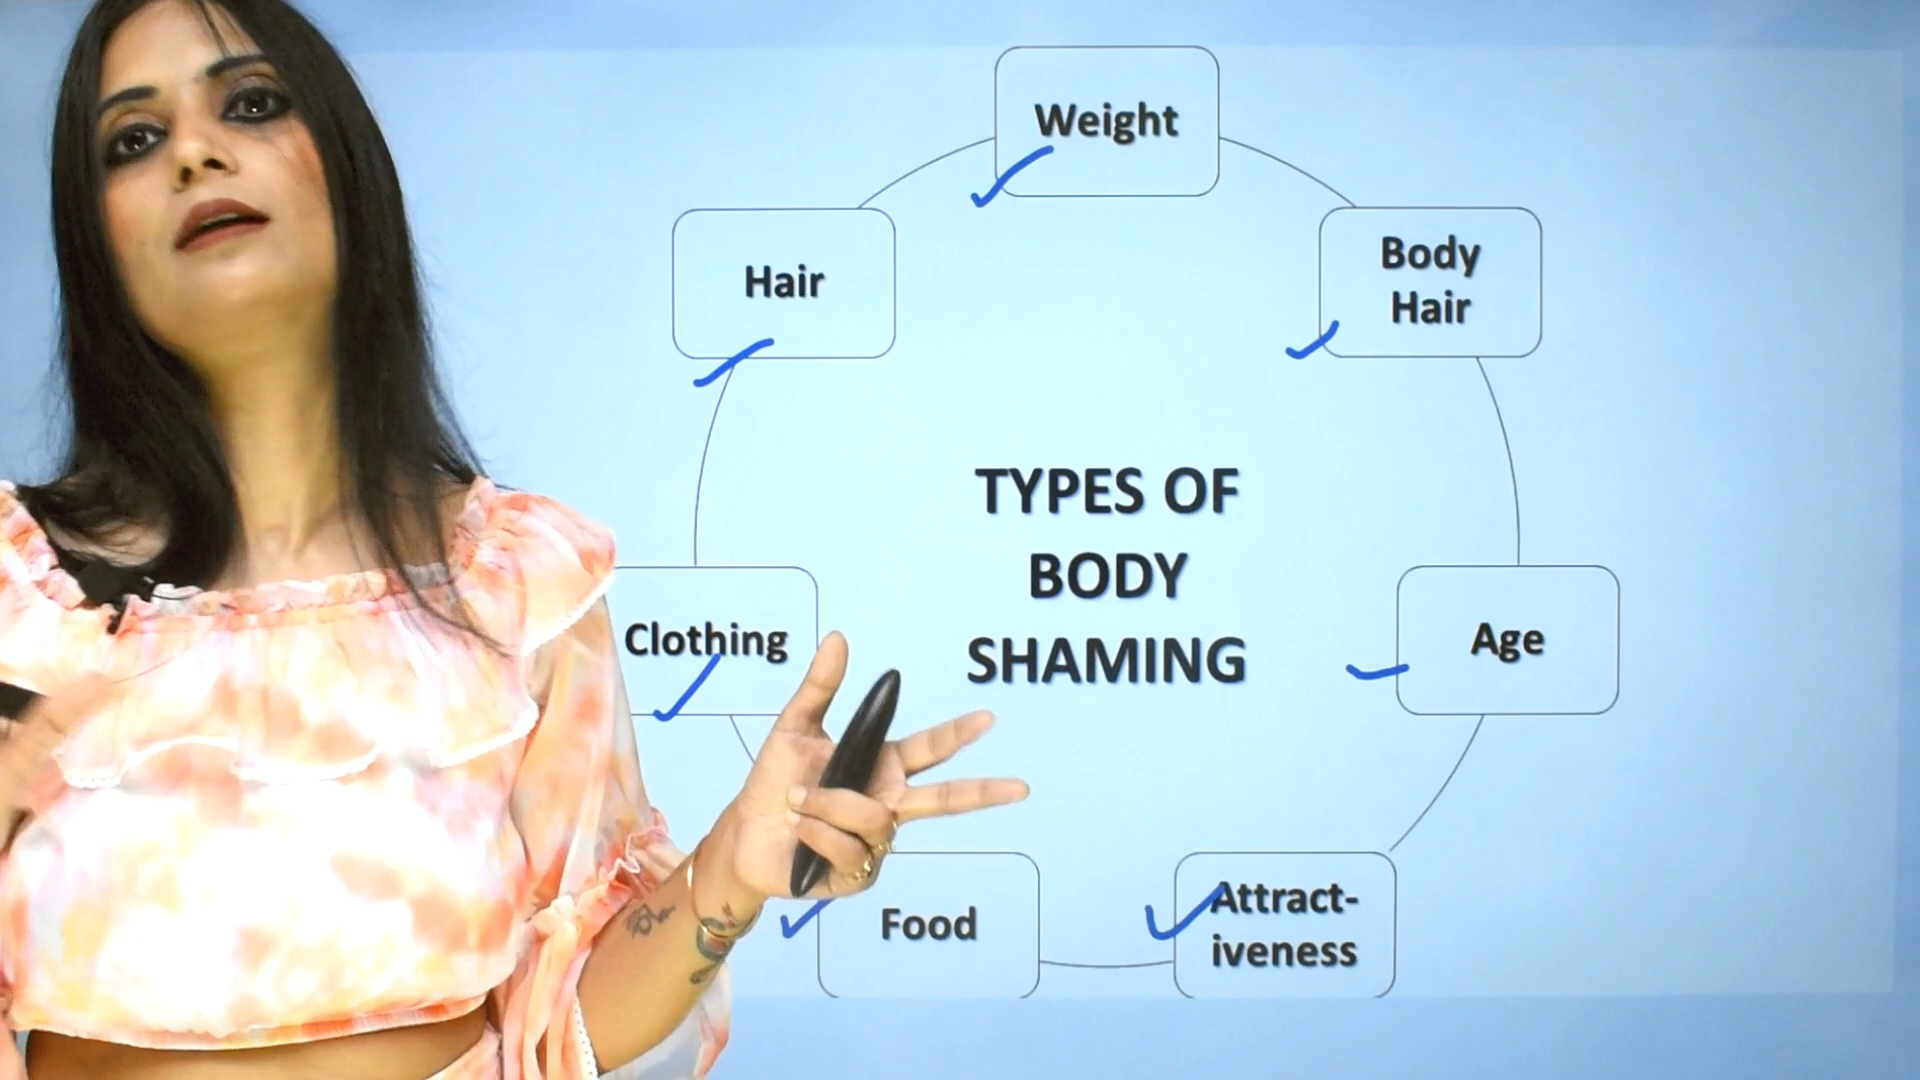 Weight
Hair
Body
Hair
TYPES OF
BODY
SHAMING
Clothing
Age
Food
Attract-
iveness